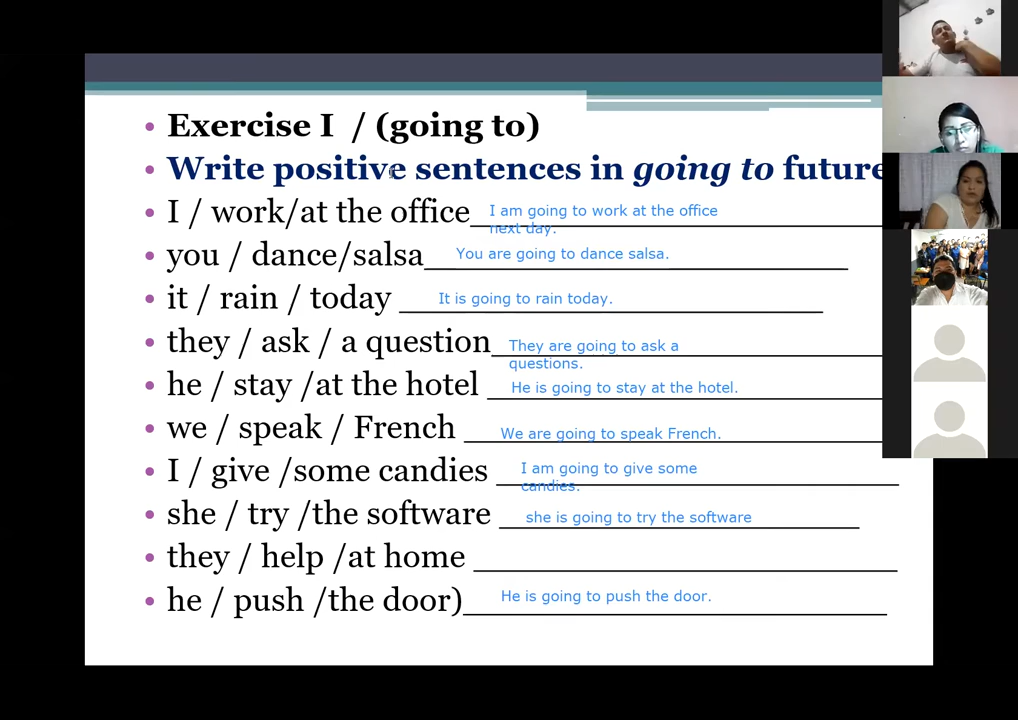 • Exercise I / (going to)
• Write positive sentences in going to future
• I / work/at the office I am going to work at the office
next day.
• you / dance/salsa You are going to dance salsa.
• it / rain / today It is going to rain today.
• they / ask / a question They are going to ask a
questions.
• he / stay /at the hotel He is going to stay at the hotel.
• we / speak / French We are going to speak French.
• I / give /some candies I am going to give some
candies.
• she / try /the software she is going to try the software
• they / help /at home
• he / push /the door) He is going to push the door.